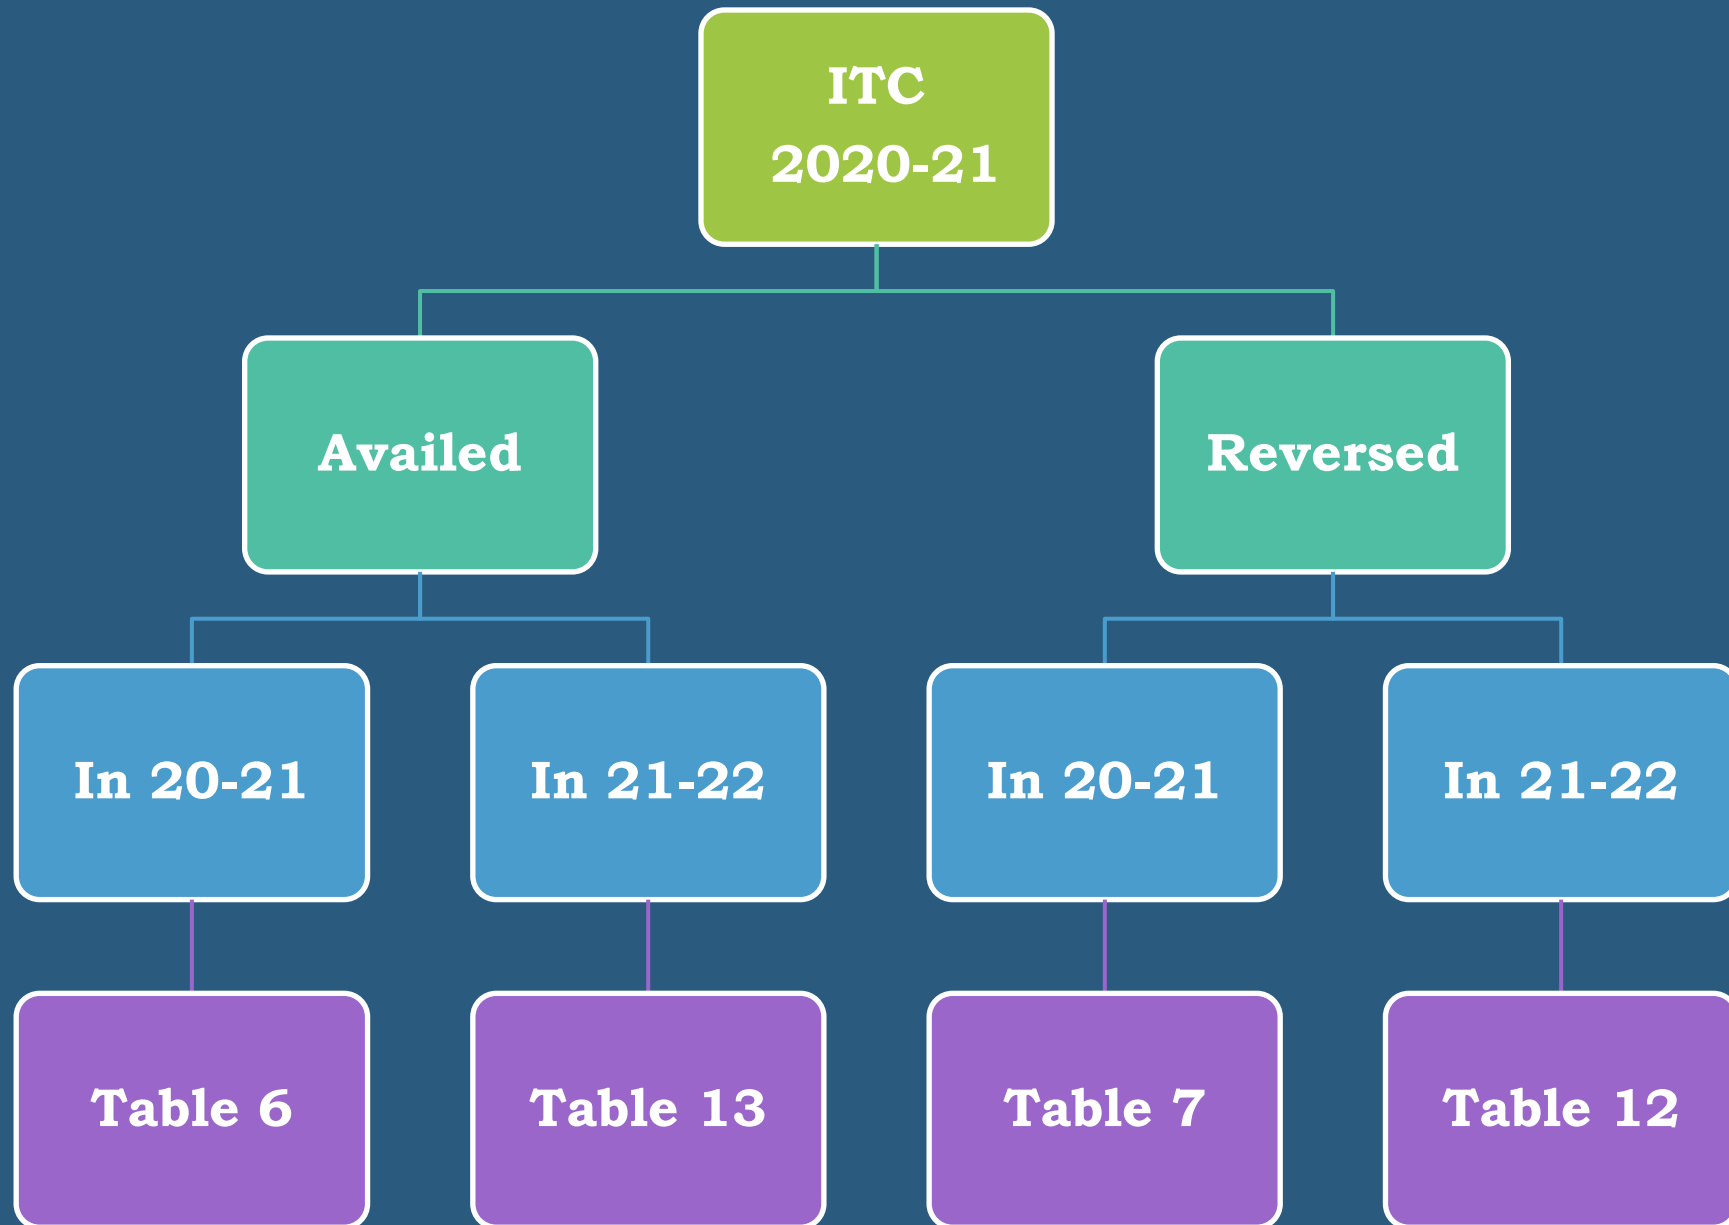 ITC
2020-21
Availed
Reversed
In 20-21
In 21-22
In 20-21
In 21-22
Table 6
Table 13
Table 7
Table 12